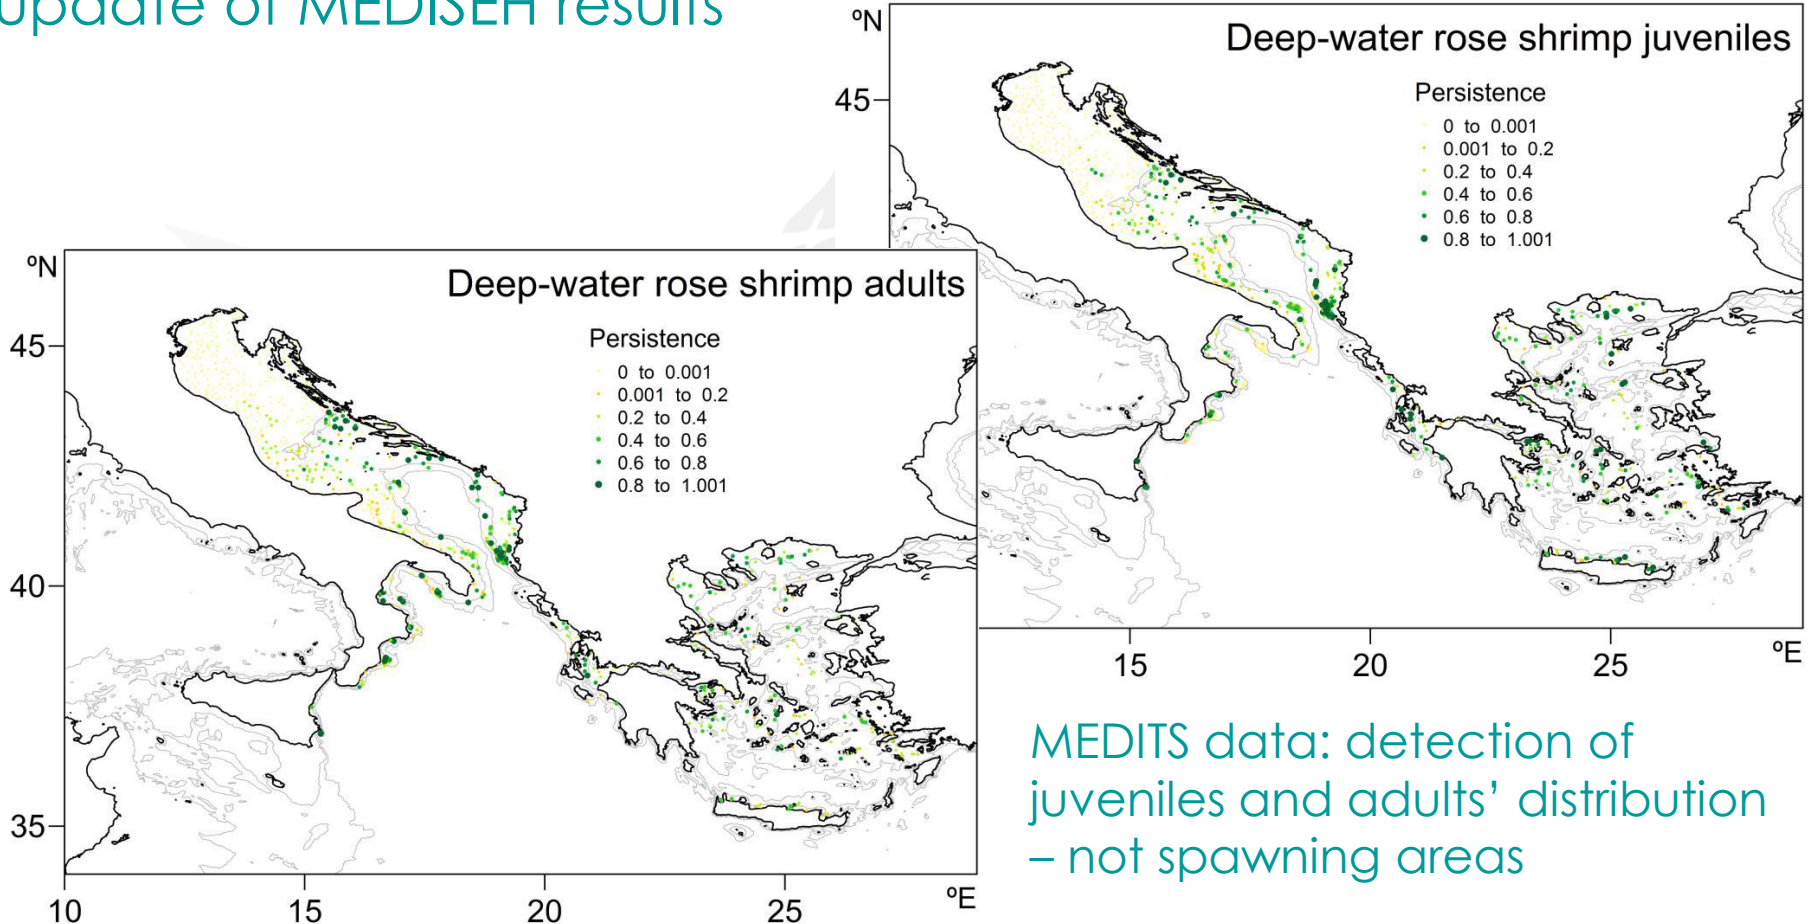 update of MEDISEH results
ºN
Deep-water rose shrimp juveniles
Persistence
0 to 0.001
0.001 to 0.2
0.2 to 0.4
0.4 to 0.6
0.6 to 0.8
0.8 to 1.001
45
15
20
25
ºE
ºN
Deep-water rose shrimp adults
Persistence
0 to 0.001
0.001 to 0.2
0.2 to 0.4
0.4 to 0.6
0.6 to 0.8
0.8 to 1.001
45
40
35
10
15
20
25
ºE
MEDITS data: detection of
juveniles and adults’ distribution
– not spawning areas